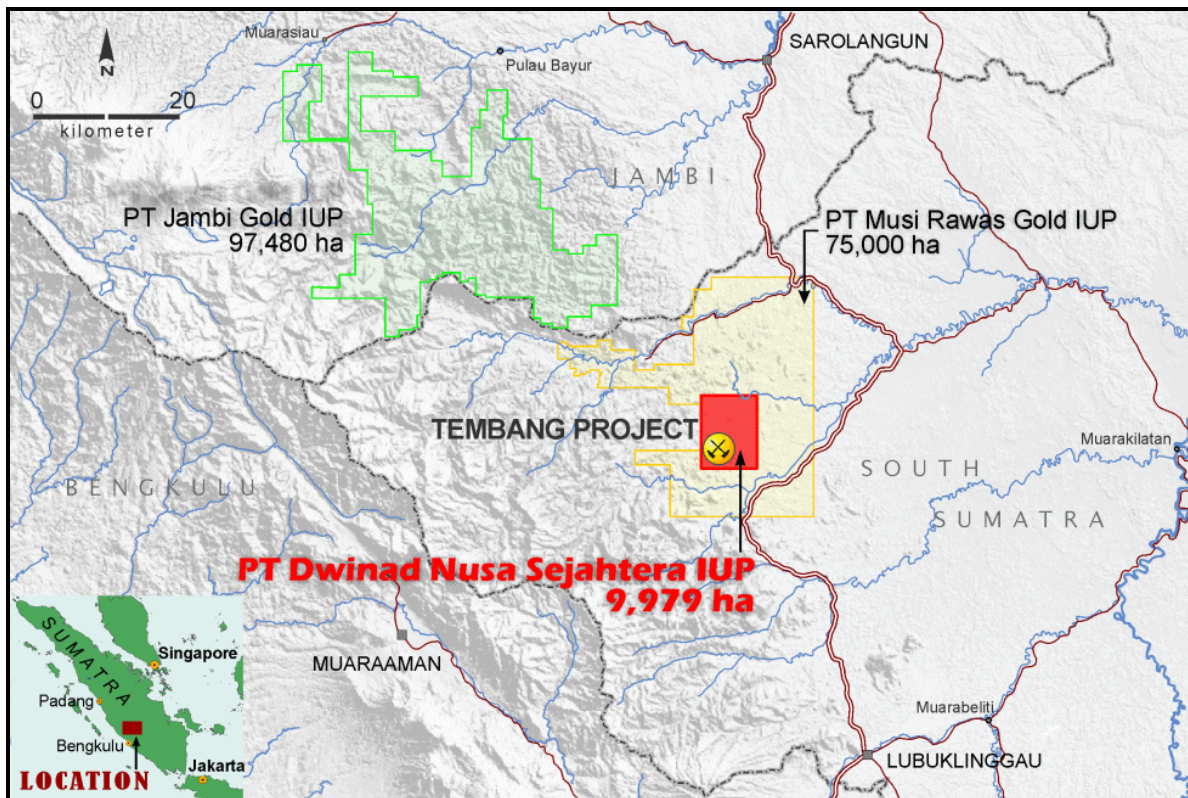 Muarasiau
Pulau Bayur
SAROLANGUN
N
0 20
kilometer
JAMBI
PT Jambi Gold IUP
97,480 ha
PT Musi Rawas Gold IUP
75,000 ha
TEMBANG PROJECT
Muarakilatan
BENGKULU
SOUTH
SUMATRA
PT Dwinad Nusa Sejahtera IUP
9,979 ha
MUARAAMAN
Muarabeliti
LUBUKLINGGAU
SUMATRA
Singapore
Padang
Bengkulu
Jakarta
LOCATION